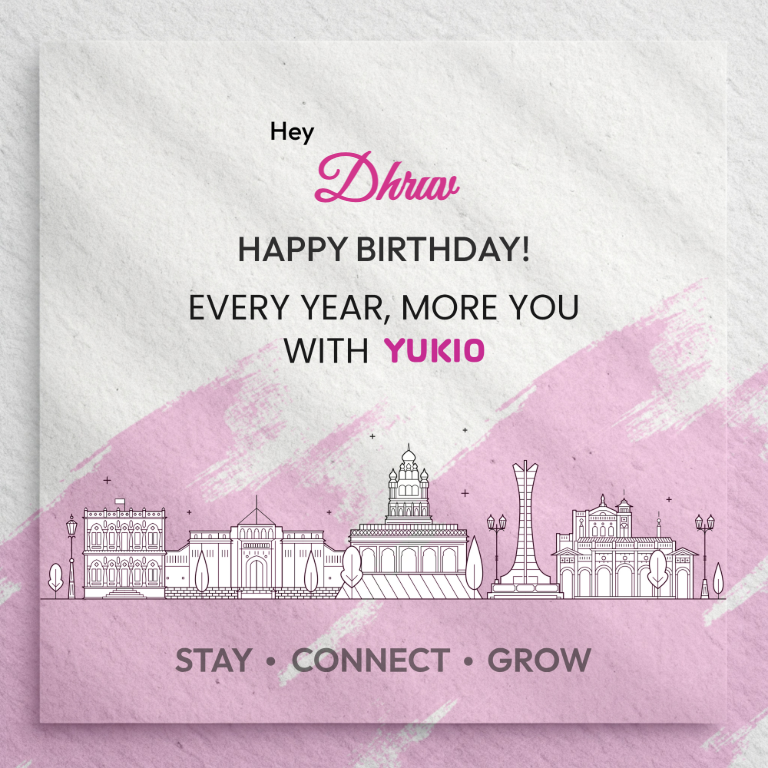 Hey
Dhruv
HAPPY BIRTHDAY!
EVERY YEAR, MORE YOU
WITH YUKIO
STAY • CONNECT • GROW